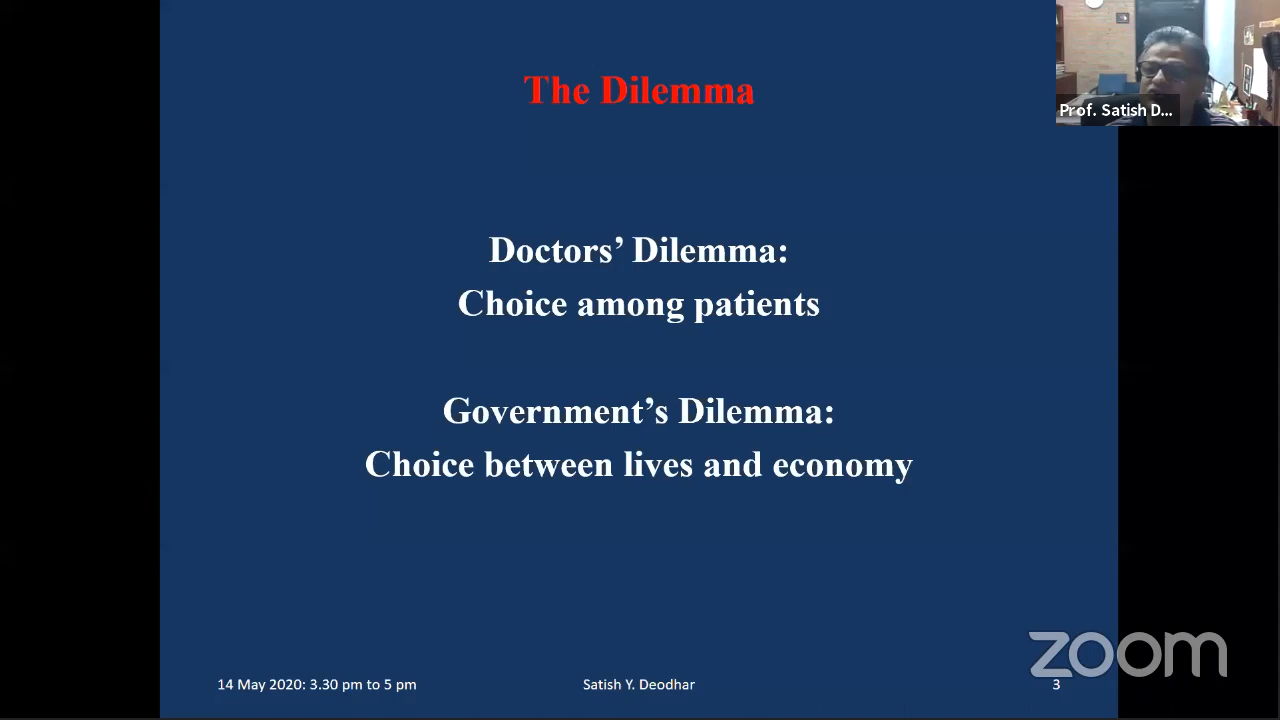 The Dilemma
Prof. Satish D...
Doctors’ Dilemma:
Choice among patients
Government’s Dilemma:
Choice between lives and economy
zoom
14 May 2020: 3.30 pm to 5 pm
Satish Y. Deodhar
3